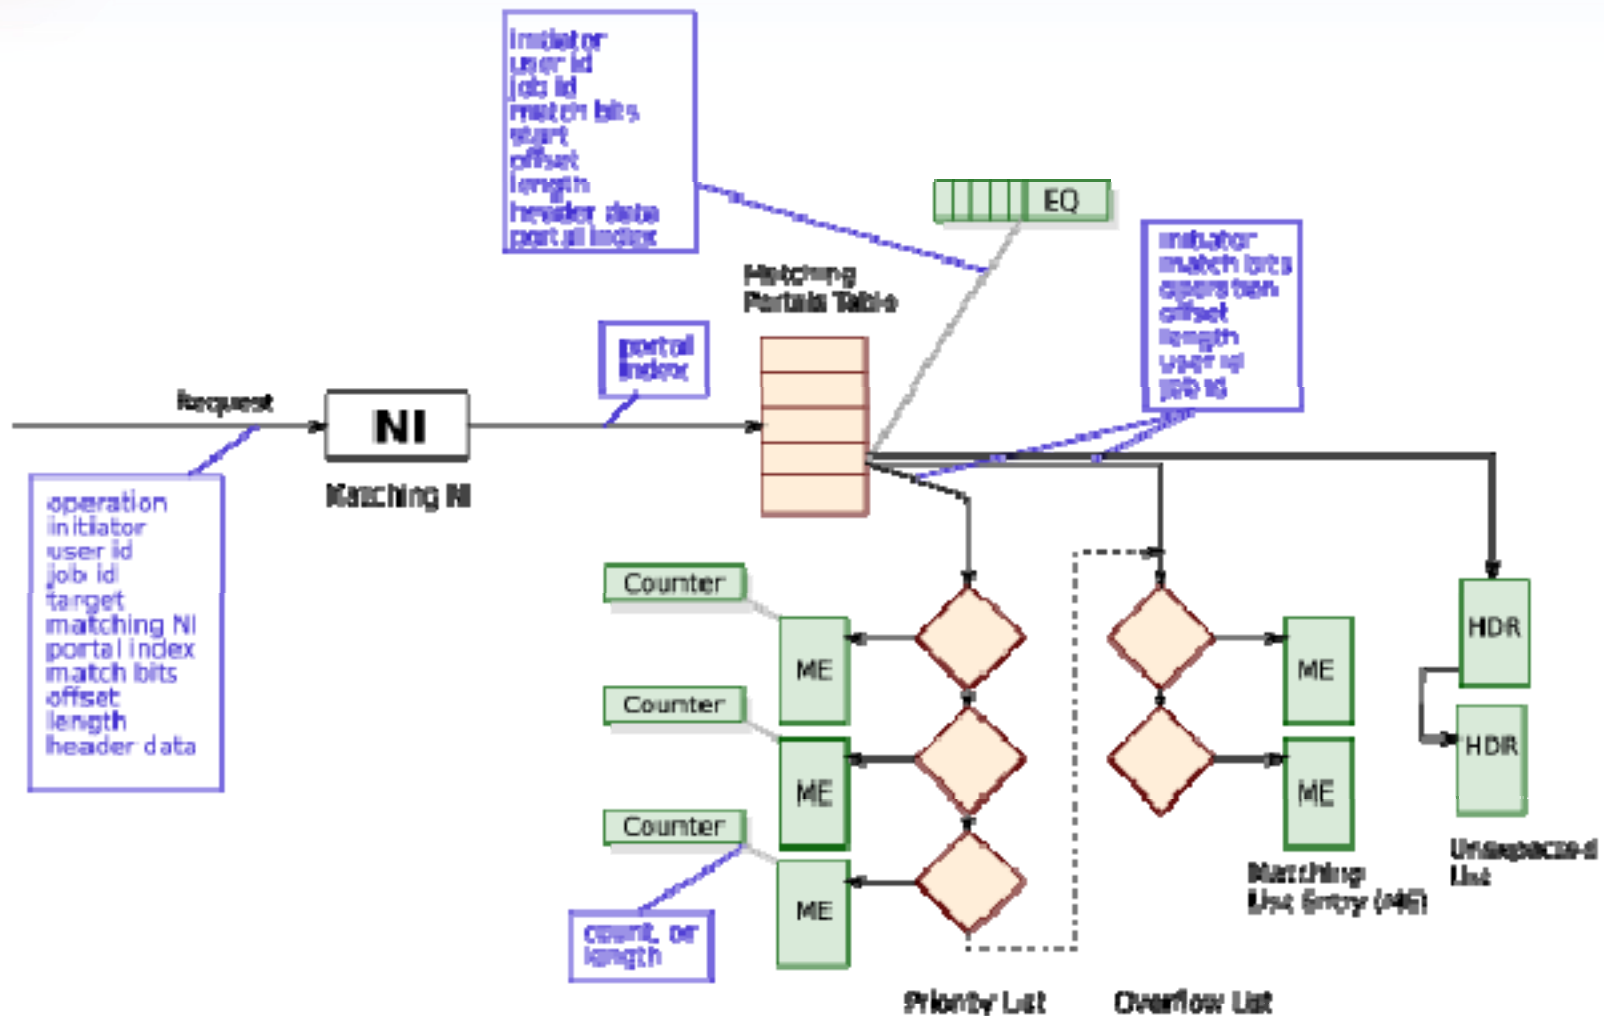 initiator
user id
job id
match bits
start
offset
length
header data
portal index
EQ
initiator
match bits
operation
offset
length
user id
job id
Matching
Portals Table
portal
index
Request
NI
Matching NI
operation
initiator
user id
job id
target
matching NI
portal index
match bits
offset
length
header data
Counter
ME
Counter
ME
Counter
ME
count, or
length
ME
ME
HDR
HDR
Matching
List Entry (ME)
Unexpected
List
Priority List
Overflow List